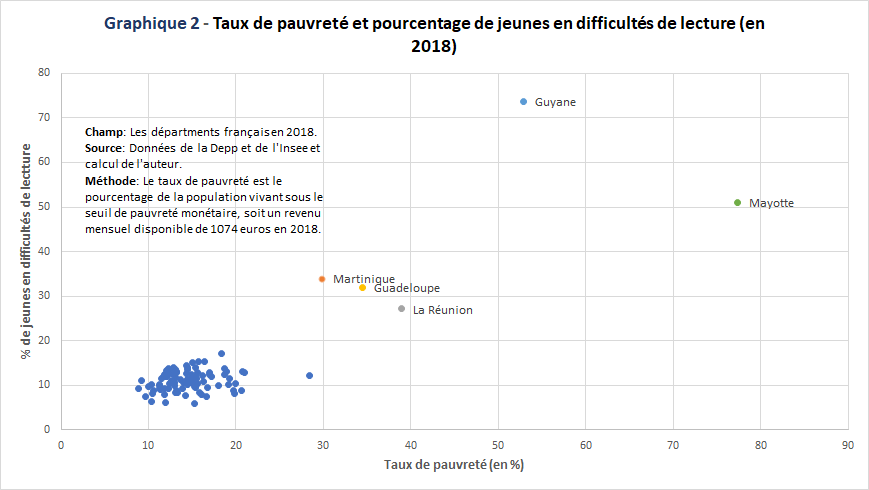 Graphique 2 - Taux de pauvreté et pourcentage de jeunes en difficultés de lecture (en
2018)
80
70
60
50
40
30
20
10
0
% de jeunes en difficultés de lectture
Champ: Les départments français en 2018.
Source: Données de la Depp et de l'Insee et
calcul de l'auteur.
Méthode: Le taux de pauvreté est le
pourcentage de la population vivant sous le
seuil de pauvreté monétaire, soit un revenu
mensuel disponible de 1074 euros en 2018.
Guyane
Mayotte
Martinique
Guadeloupe
La Réunion
0 10 20 30 40 50 60 70 80 90
Taux de pauvreté (en %)